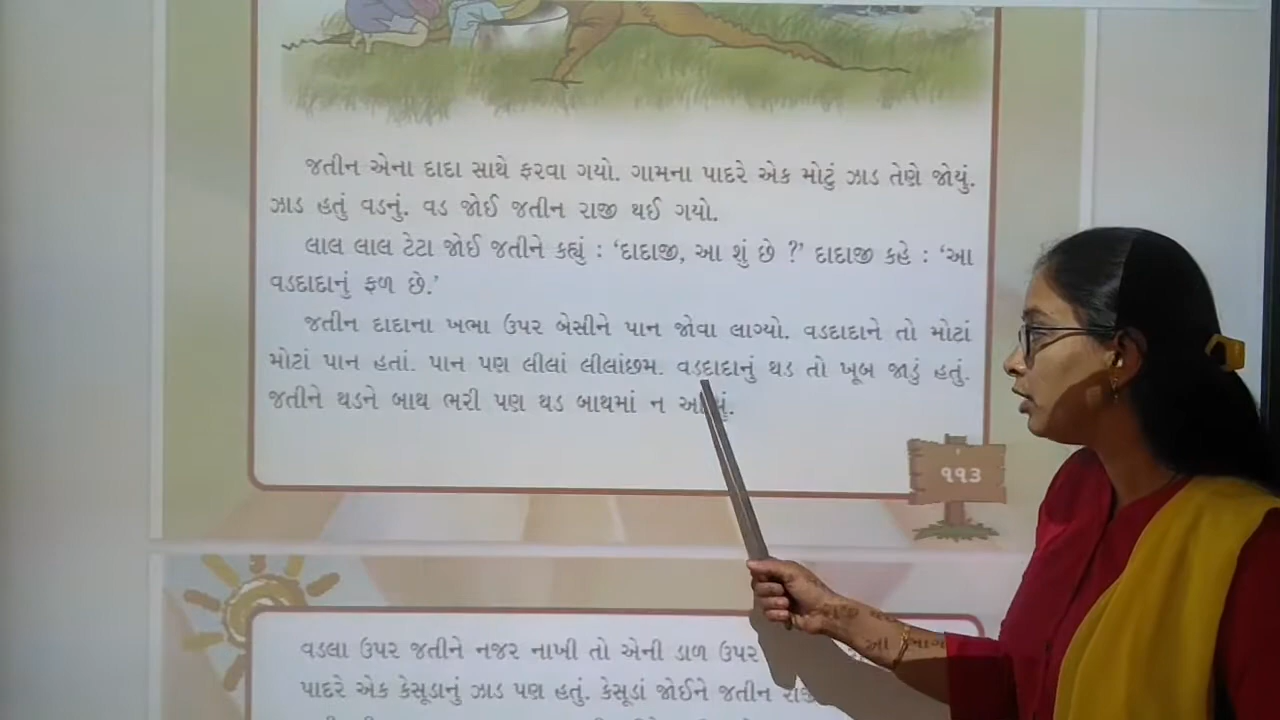 જતીન એના દાદા સાથે ફરવા ગયો. ગામના પાદરે એક મોટું ઝાડ તેણે જોયું.
ઝાડ હતું વડનું. વડ જોઈ જતીન રાજી થઈ ગયો.
લાલ લાલ ટેટા જોઈ જતીને કહ્યું : ‘દાદાજી, આ શું છે ?’ દાદાજી કહે : ‘આ
વડદાદાનું ફળ છે.’
જતીન દાદાના ખભા ઉપર બેસીને પાન જોવા લાગ્યો. વડદાદાને તો મોટાં
મોટાં પાન હતાં. પાન પણ લીલાં લીલાંછમ. વડદાદાનું થડ તો ખૂબ જાડું હતું.
જતીને થડને બાથ ભરી પણ થડ બાથમાં ન
૧૧૩
વડલા ઉપર જતીને નજર નાખી તો એની ડાળ ઉપર
પાદરે એક કેસૂડાનું ઝાડ પણ હતું. કેસૂડાં જોઈને જતીન